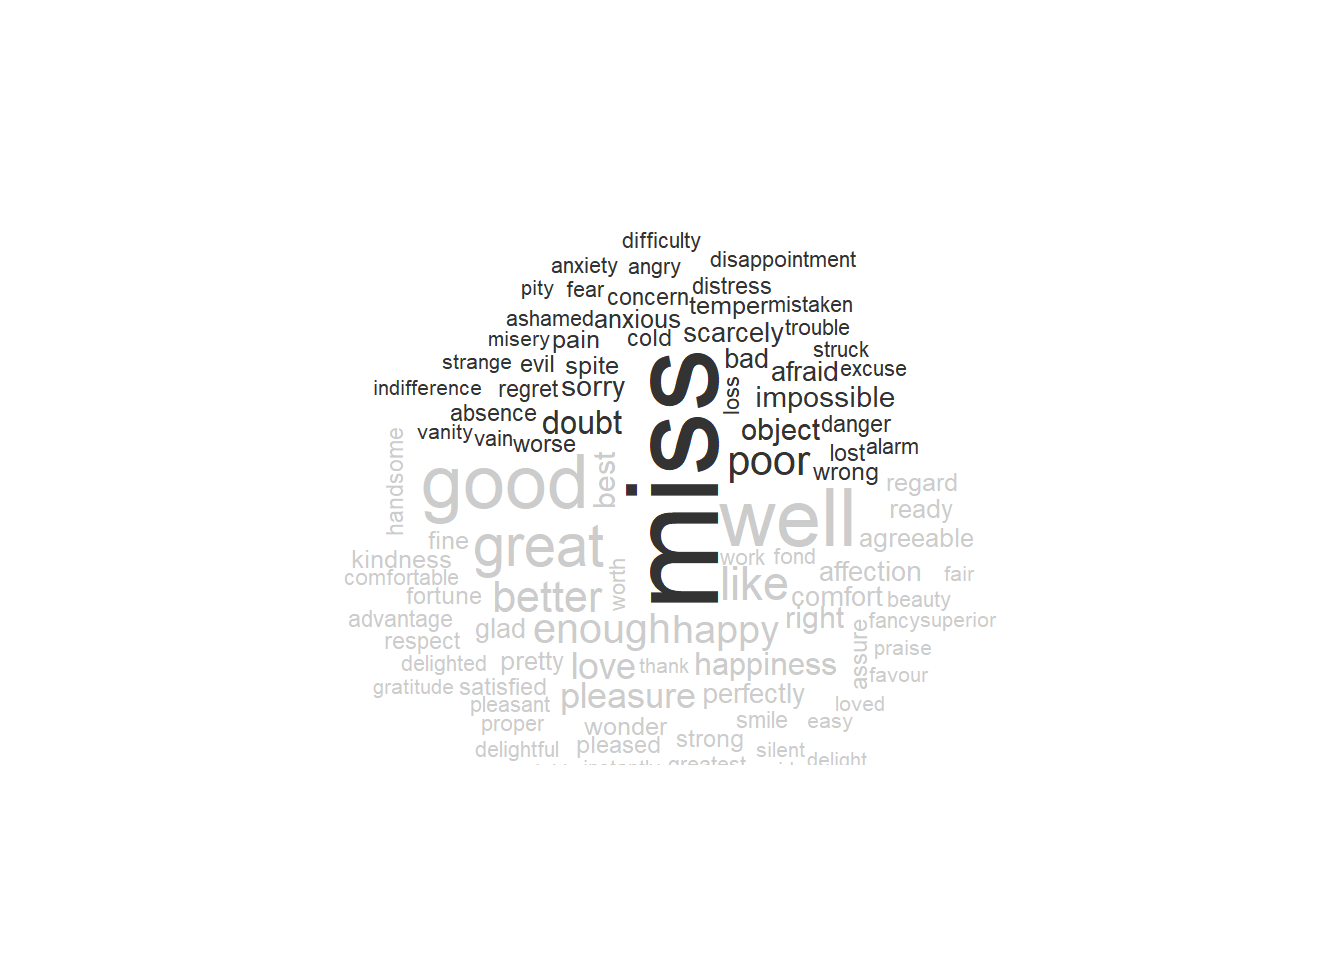 difficulty
anxiety angry disappointment
pity fear concern distress
temper mistaken
ashamed anxious scarcely trouble
misery pain cold
strange evil spite bad struck
afraid excuse
indifference regret sorry loss impossible
absence doubt object danger
vanity vain worse poor lost alarm
wrong
miss
handsome good best well regard
ready
fine great agreeable
kindness work fond
comfortable worth like affection fair
fortune better comfort beauty
advantage glad enough happy right fancy superior
respect assure praise
delighted pretty love thank happiness favour
gratitude satisfied pleasure perfectly
pleasant loved
proper wonder smile easy
delightful pleased strong silent delight
instantly greatest